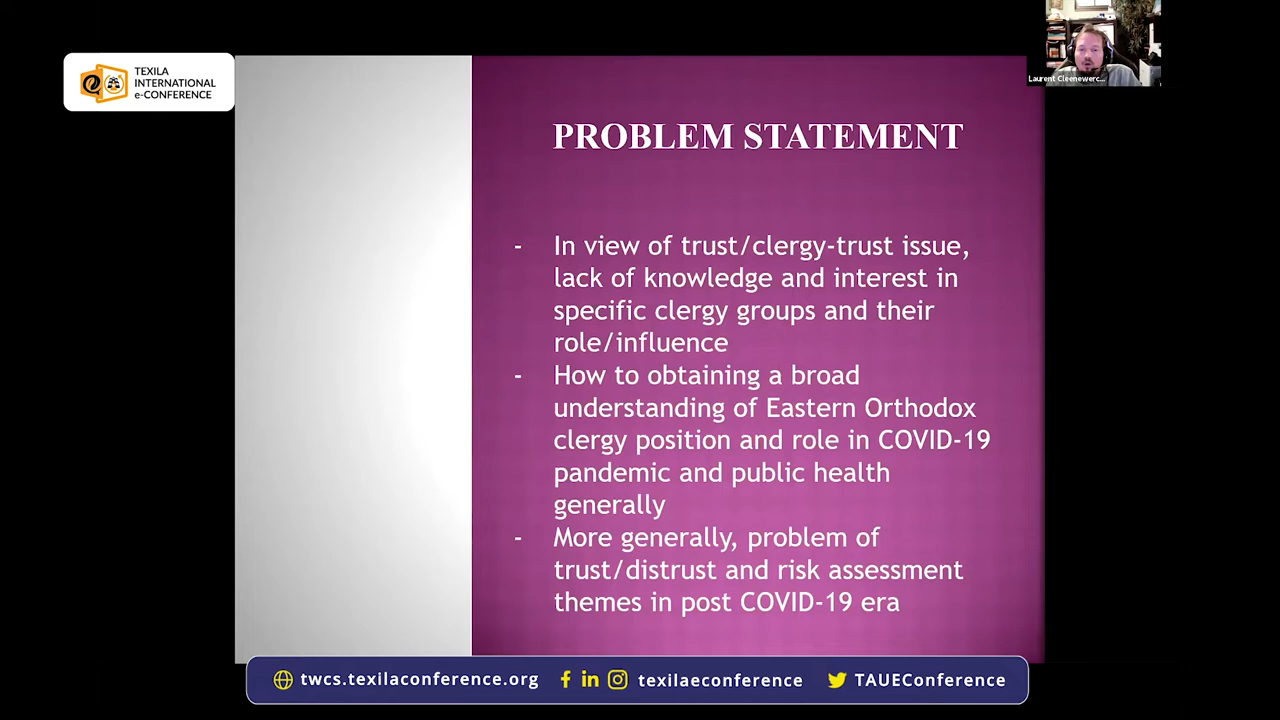 TEXILA
INTERNATIONAL
e-CONFERENCE
Laurent Cleenewerc...
PROBLEM STATEMENT
- In view of trust/clergy-trust issue,
lack of knowledge and interest in
specific clergy groups and their
role/influence
- How to obtaining a broad
understanding of Eastern Orthodox
clergy position and role in COVID-19
pandemic and public health
generally
- More generally, problem of
trust/distrust and risk assessment
themes in post COVID-19 era
twcs.texilaconference.org texilaeconference TAUEConference